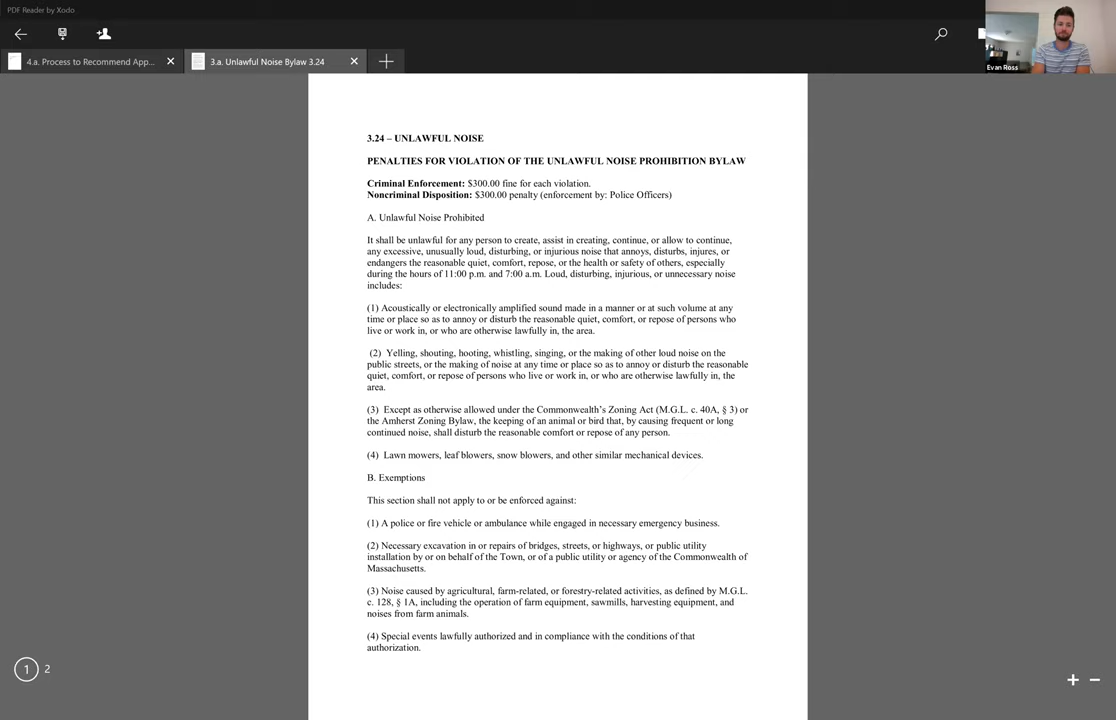 PDF Reader by Xodo
4.a. Process to Recommend App...
3.a. Unlawful Noise Bylaw 3.24
Evan Ross
3.24 – UNLAWFUL NOISE
PENALTIES FOR VIOLATION OF THE UNLAWFUL NOISE PROHIBITION BYLAW
Criminal Enforcement: $300.00 fine for each violation.
Noncriminal Disposition: $300.00 penalty (enforcement by: Police Officers)
A. Unlawful Noise Prohibited
It shall be unlawful for any person to create, assist in creating, continue, or allow to continue,
any excessive, unusually loud, disturbing, or injurious noise that annoys, disturbs, injures, or
endangers the reasonable quiet, comfort, repose, or the health or safety of others, especially
during the hours of 11:00 p.m. and 7:00 a.m. Loud, disturbing, injurious, or unnecessary noise
includes:
(1) Acoustically or electronically amplified sound made in a manner or at such volume at any
time or place so as to annoy or disturb the reasonable quiet, comfort, or repose of persons who
live or work in, or who are otherwise lawfully in, the area.
(2) Yelling, shouting, hooting, whistling, singing, or the making of other loud noise on the
public streets, or the making of noise at any time or place so as to annoy or disturb the reasonable
quiet, comfort, or repose of persons who live or work in, or who are otherwise lawfully in, the
area.
(3) Except as otherwise allowed under the Commonwealth's Zoning Act (M.G.L. c. 40A, § 3) or
the Amherst Zoning Bylaw, the keeping of an animal or bird that, by causing frequent or long
continued noise, shall disturb the reasonable comfort or repose of any person.
(4) Lawn mowers, leaf blowers, snow blowers, and other similar mechanical devices.
B. Exemptions
This section shall not apply to or be enforced against:
(1) A police or fire vehicle or ambulance while engaged in necessary emergency business.
(2) Necessary excavation in or repairs of bridges, streets, or highways, or public utility
installation by or on behalf of the Town, or of a public utility or agency of the Commonwealth of
Massachusetts.
(3) Noise caused by agricultural, farm-related, or forestry-related activities, as defined by M.G.L.
c. 128, § 1A, including the operation of farm equipment, sawmills, harvesting equipment, and
noises from farm animals.
(4) Special events lawfully authorized and in compliance with the conditions of that
authorization.
1 2